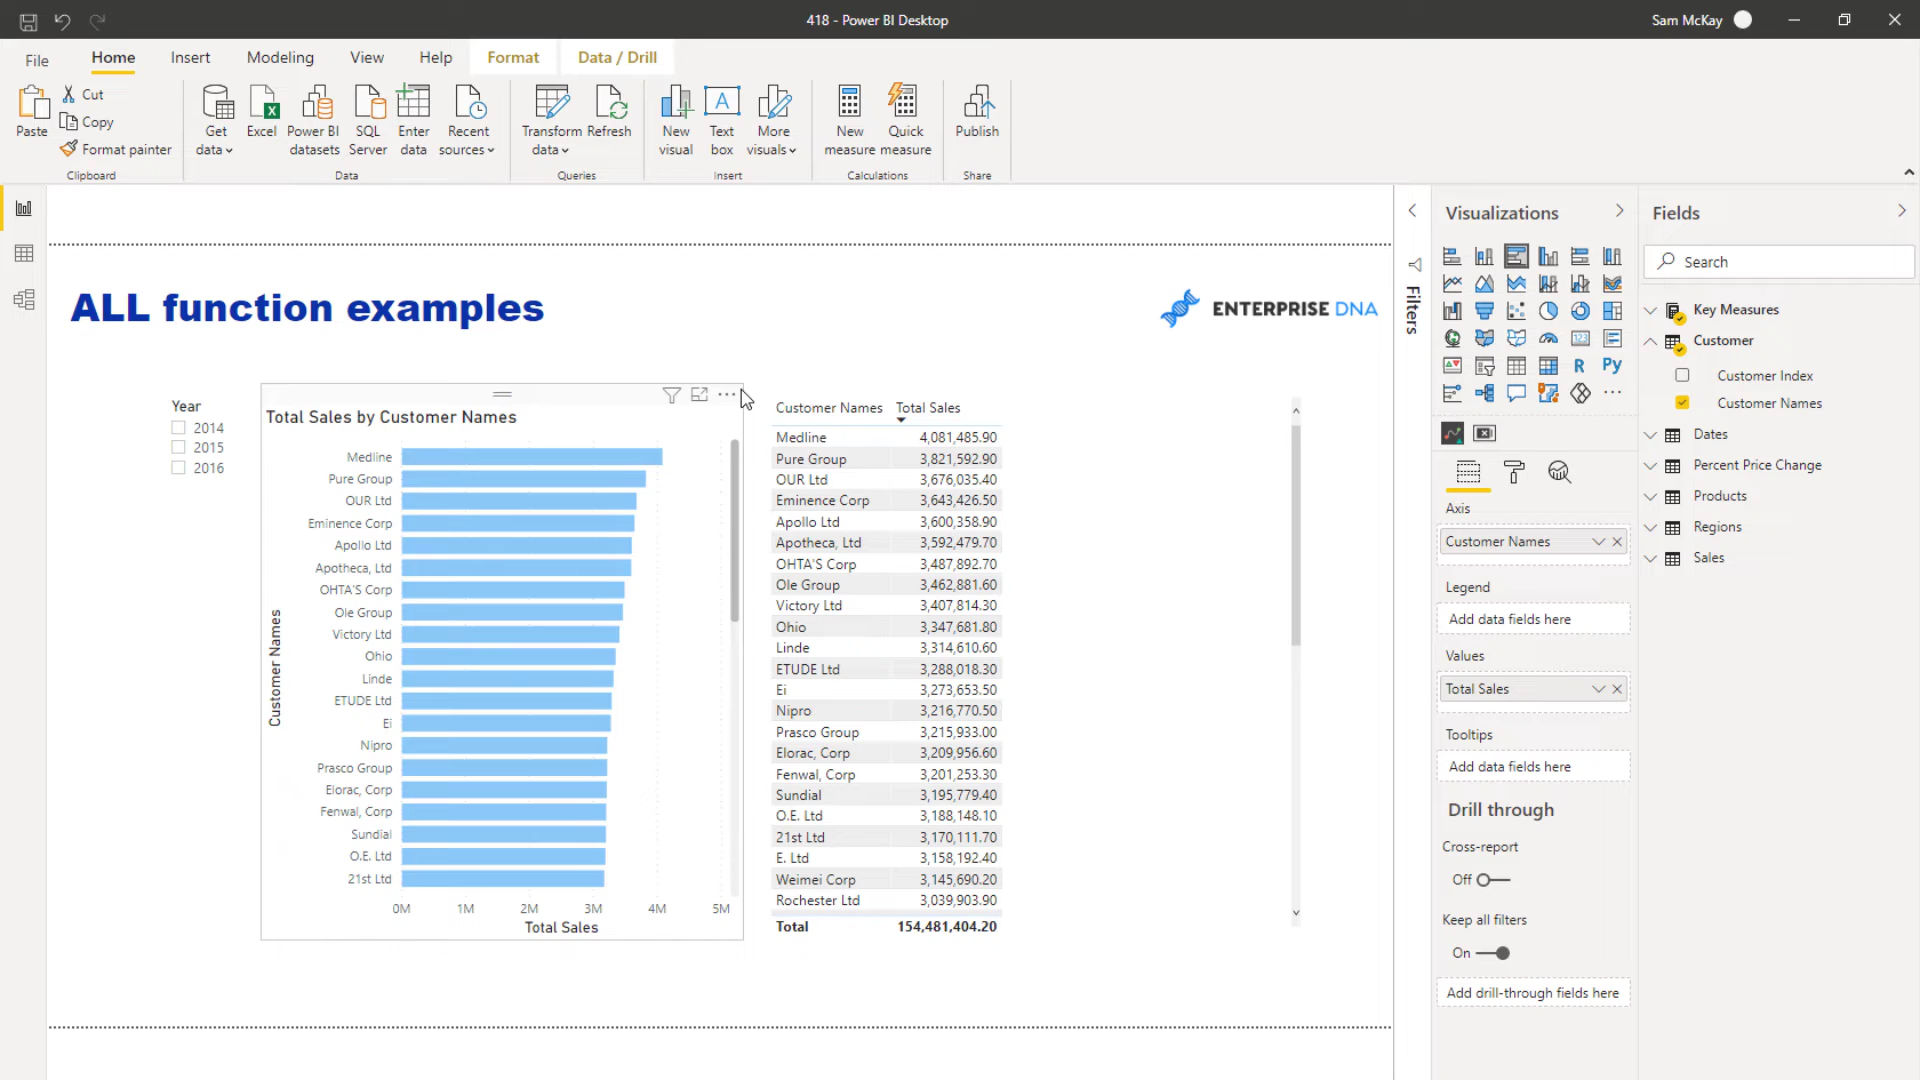 418 - Power BI Desktop
Sam McKay
File Home Insert Modeling View Help Format Data / Drill
Paste
Cut
Copy
Format painter
Clipboard
Get data
Excel
Power BI datasets
SQL Server
Enter data
Recent sources
Data
Transform data
Refresh
Queries
New visual
A
Text box
More visuals
Insert
New measure
Quick measure
Calculations
Publish
Share
ALL function examples
ENTERPRISE DNA
Year
2014
2015
2016
Total Sales by Customer Names
Customer Names
Medline
Pure Group
OUR Ltd
Eminence Corp
Apollo Ltd
Apotheca, Ltd
OHTA'S Corp
Ole Group
Victory Ltd
Ohio
Linde
ETUDE Ltd
Ei
Nipro
Prasco Group
Elorac, Corp
Fenwal, Corp
Sundial
O.E. Ltd
21st Ltd
0M 1M 2M 3M 4M 5M
Total Sales
Customer Names Total Sales
Medline 4,081,485.90
Pure Group 3,821,592.90
OUR Ltd 3,676,035.40
Eminence Corp 3,643,426.50
Apollo Ltd 3,600,358.90
Apotheca, Ltd 3,592,479.70
OHTA'S Corp 3,487,892.70
Ole Group 3,462,881.60
Victory Ltd 3,407,814.30
Ohio 3,347,681.80
Linde 3,314,610.60
ETUDE Ltd 3,288,018.30
Ei 3,273,653.50
Nipro 3,216,770.50
Prasco Group 3,215,933.00
Elorac, Corp 3,209,956.60
Fenwal, Corp 3,201,253.30
Sundial 3,195,779.40
O.E. Ltd 3,188,148.10
21st Ltd 3,170,111.70
E. Ltd 3,158,192.40
Weimei Corp 3,145,690.20
Rochester Ltd 3,039,903.90
Total 154,481,404.20
Filters
Visualizations
R
Py
123
Axis
Customer Names
Legend
Add data fields here
Values
Total Sales
Tooltips
Add data fields here
Drill through
Cross-report
Off
Keep all filters
On
Add drill-through fields here
Fields
Search
Key Measures
Customer
Customer Index
Customer Names
Dates
Percent Price Change
Products
Regions
Sales